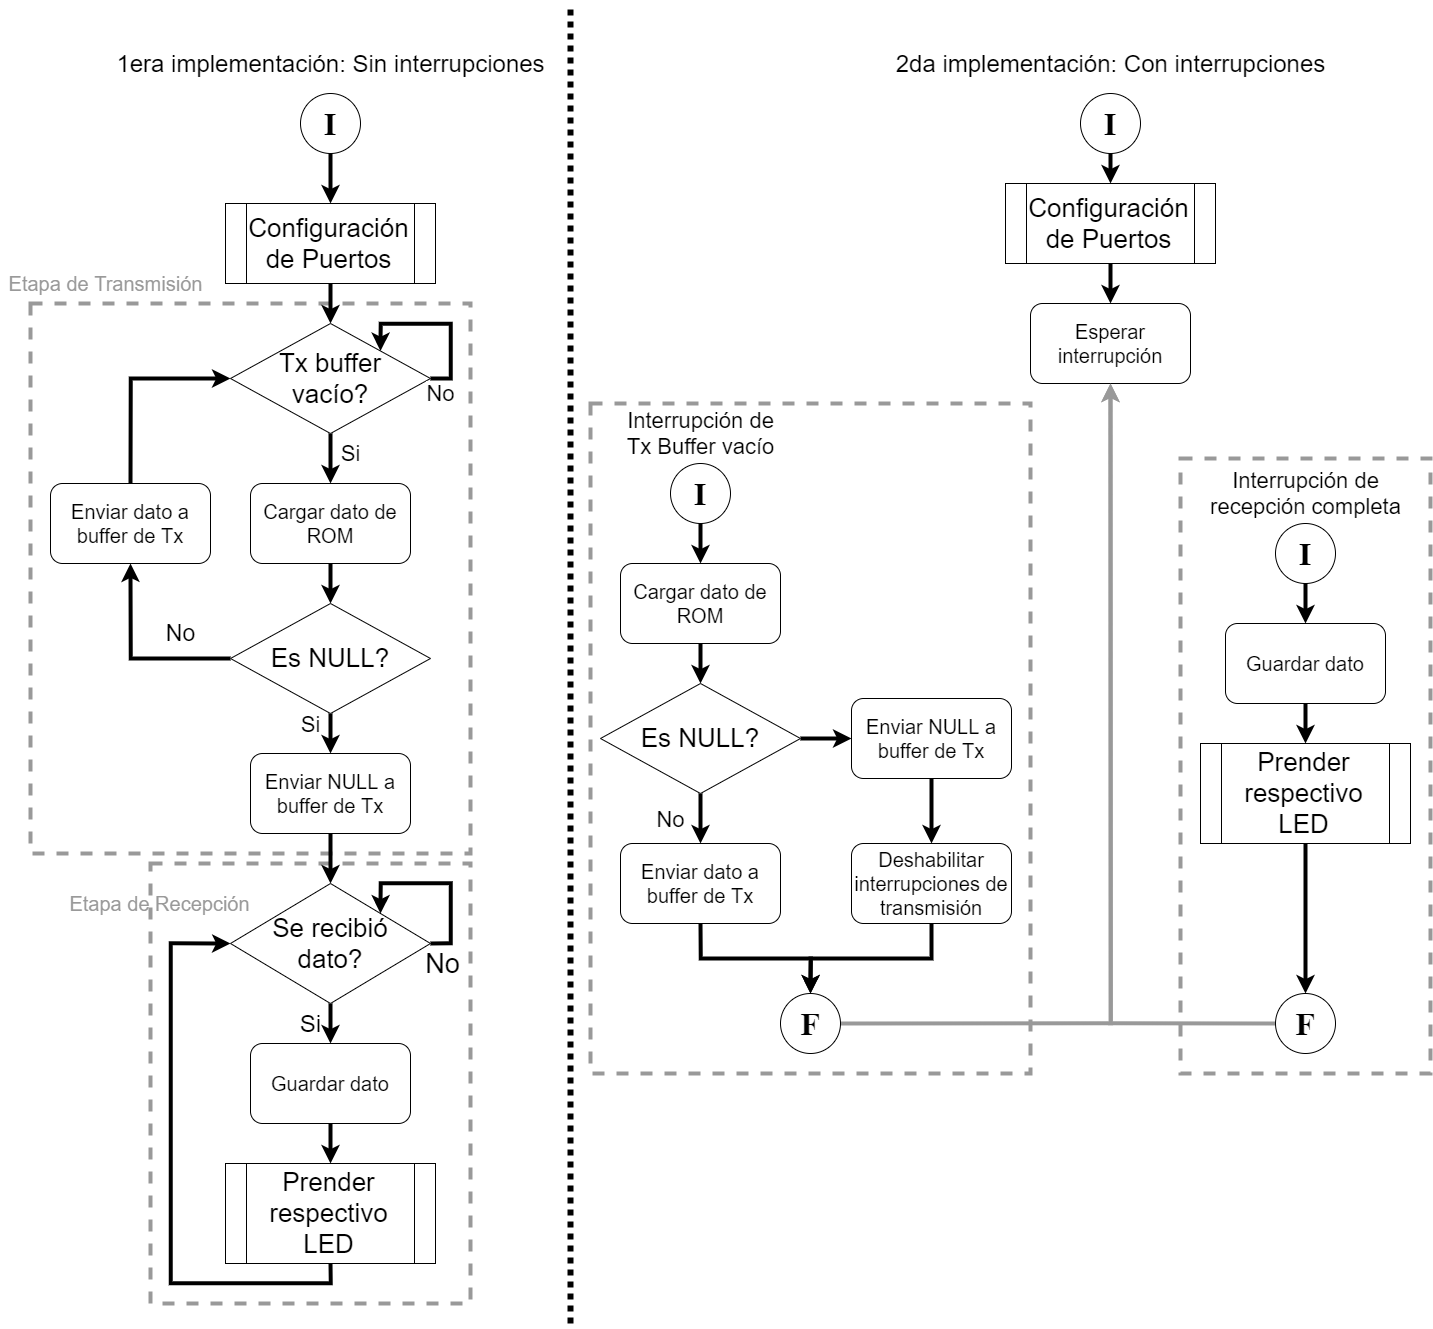 1era implementación: Sin interrupciones
I
Configuración
de Puertos
Etapa de Transmisión
Tx buffer
vacío?
No
Si
Enviar dato a
buffer de Tx
Cargar dato de
ROM
No
Es NULL?
Si
Enviar NULL a
buffer de Tx
Etapa de Recepción
Se recibió
dato?
No
Si
Guardar dato
Prender
respectivo
LED
2da implementación: Con interrupciones
I
Configuración
de Puertos
Esperar
interrupción
Interrupción de
Tx Buffer vacío
I
Cargar dato de
ROM
Es NULL?
Enviar NULL a
buffer de Tx
No
Enviar dato a
buffer de Tx
Deshabilitar
interrupciones de
transmisión
F
Interrupción de
recepción completa
I
Guardar dato
Prender
respectivo
LED
F